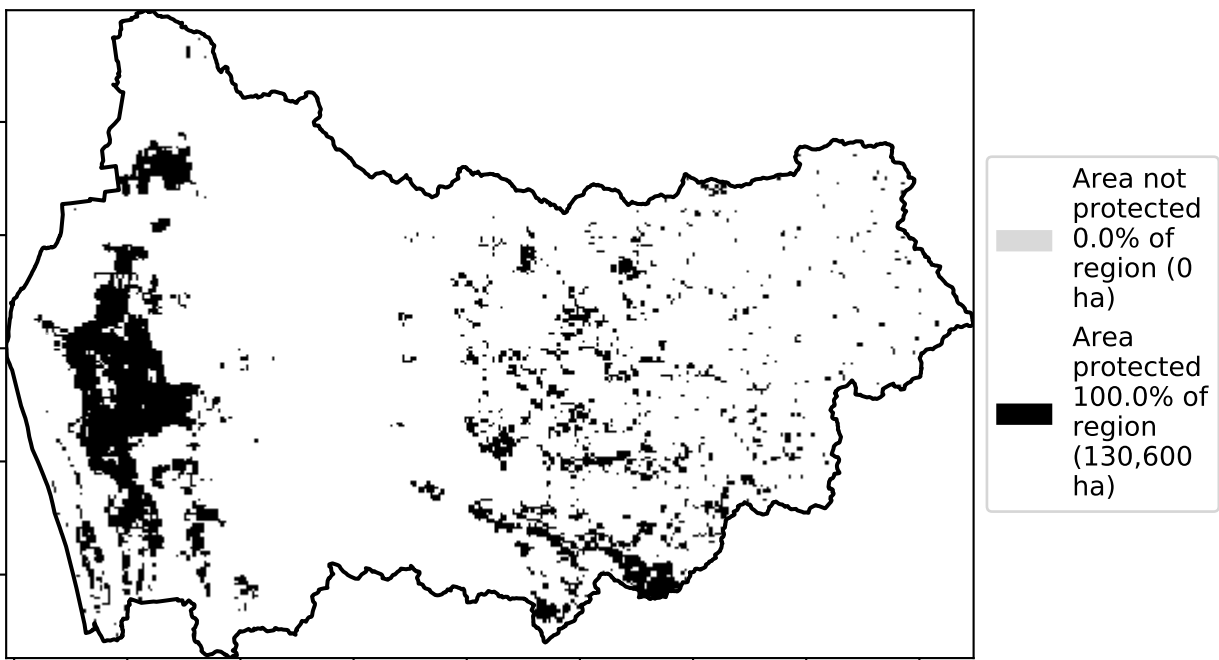 Area not
protected
0.0% of
region (0
ha)
Area
protected
100.0% of
region
(130,600
ha)